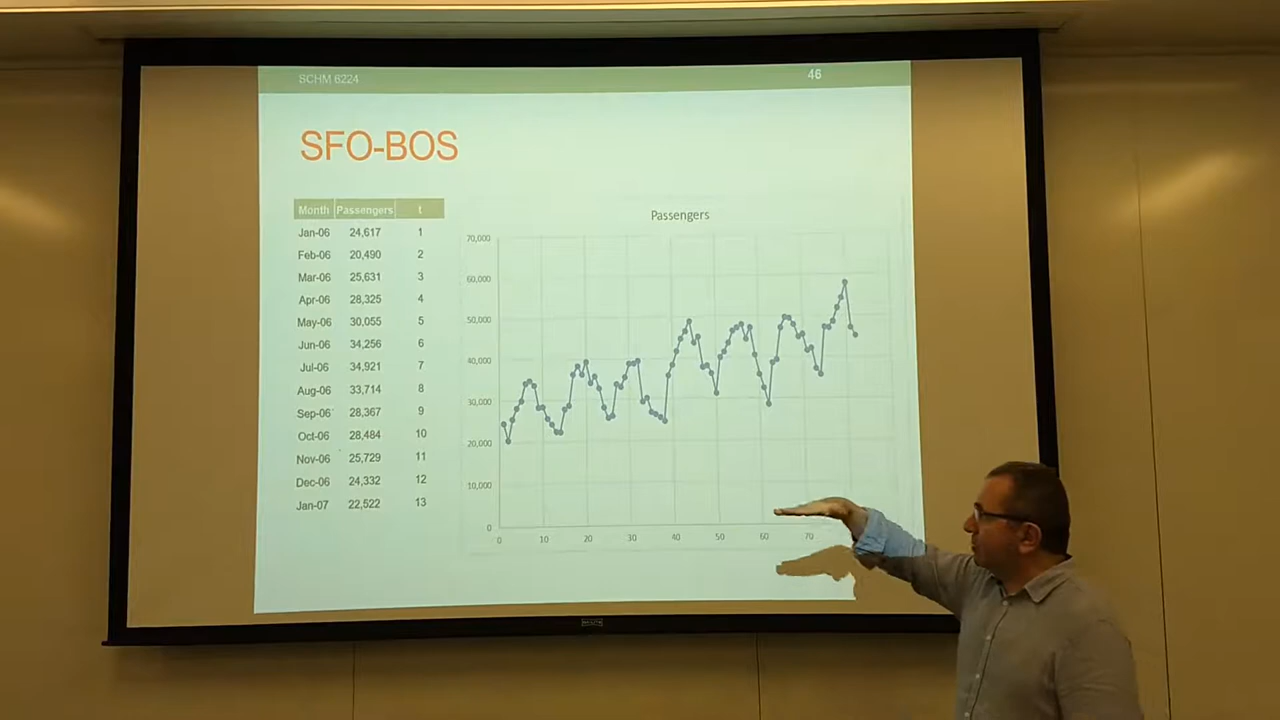 SCHM 6224
46
SFO-BOS
Month Passengers t
Jan-06 24,617 1
Feb-06 20,490 2
Mar-06 25,631 3
Apr-06 28,325 4
May-06 30,055 5
Jun-06 34,256 6
Jul-06 34,921 7
Aug-06 33,714 8
Sep-06 28,367 9
Oct-06 28,484 10
Nov-06 25,729 11
Dec-06 24,332 12
Jan-07 22,522 13
Passengers
70,000
60,000
50,000
40,000
30,000
20,000
10,000
0
0 10 20 30 40 50 60 70